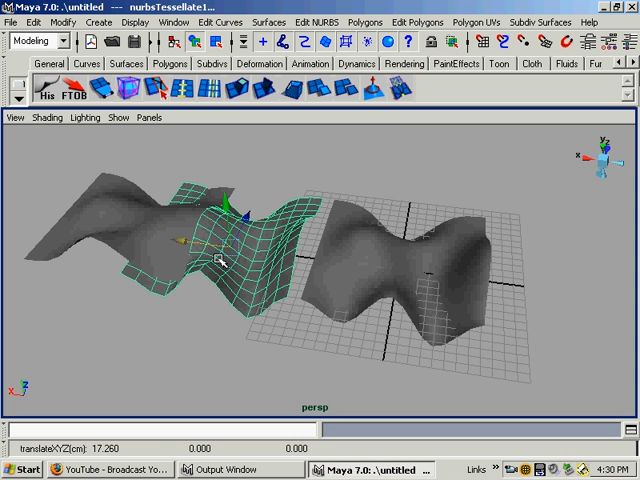 Maya 7.0: .\untitled --- nurbsTessellate1...
File Modify Create Display Window Edit Curves Surfaces Edit NURBS Polygons Edit Polygons Polygon UVs Subdiv Surfaces
Modeling
General Curves Surfaces Polygons Subdivs Deformation Animation Dynamics Rendering PaintEffects Toon Cloth Fluids Fur
His FTOB
View Shading Lighting Show Panels
y z
x
z
x
persp
translateXYZ(cm): 17.260 0.000 0.000
Start YouTube - Broadcast Yo... Output Window Maya 7.0: .\untitled ... Links » 4:30 PM